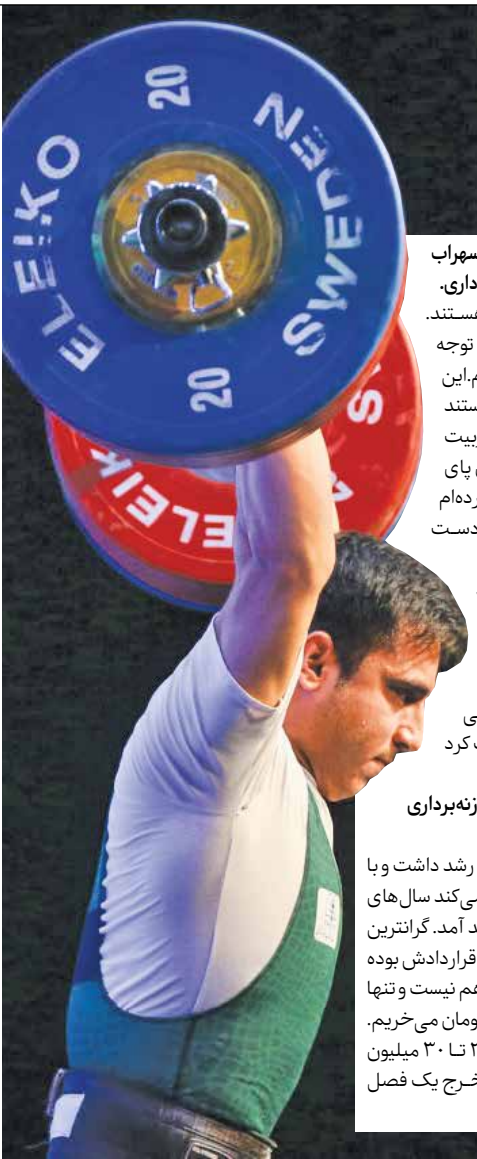 20
ELEIKO
SWEDEN
20
ELEIK
سهراب
داری.
هستند.
توجه
م.این
ستند
بیت
پای
رده‌ام
دست
ی
کرد
زنه‌برداری
رشد داشت و با
می‌کند سال‌های
د آمد. گرانترین
قراردادش بوده
هم نیست و تنها
ومان می‌خریم.
تا ۳۰ میلیون
خرج یک فصل